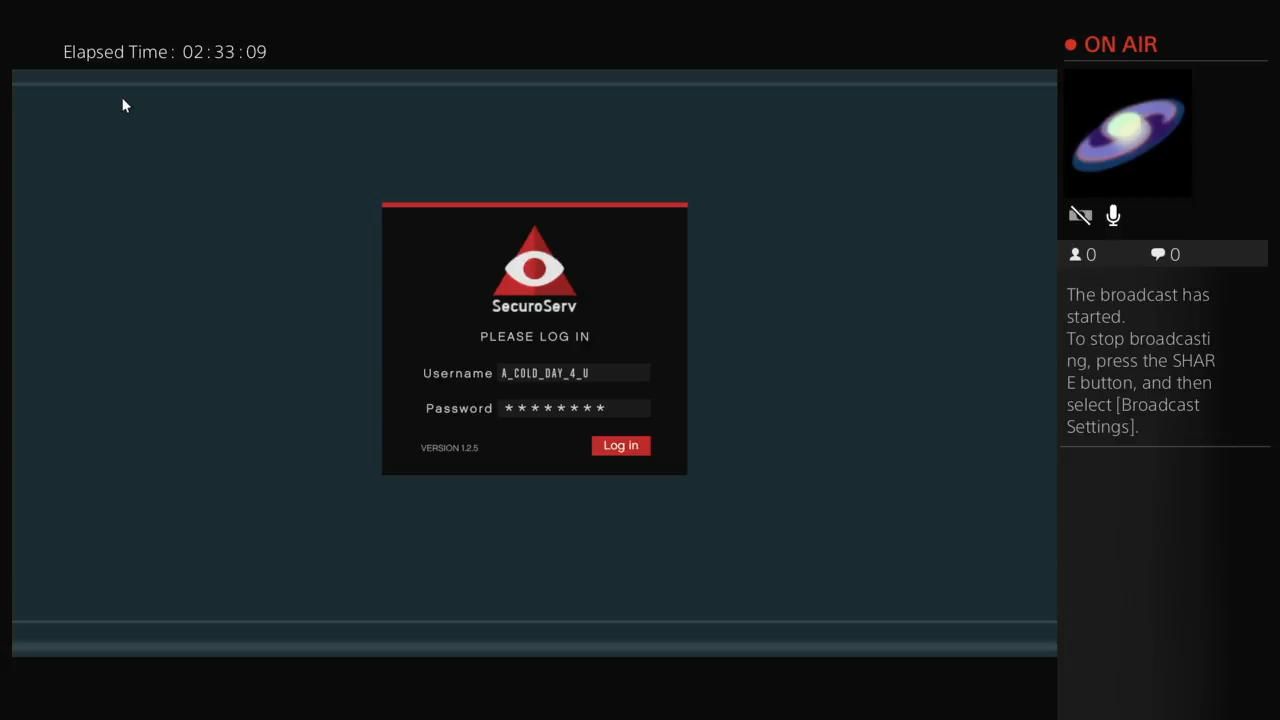 Elapsed Time: 02:33:09
ON AIR
0 0
The broadcast has
started.
To stop broadcasti
ng, press the SHAR
E button, and then
select [Broadcast
Settings].
SecuroServ
PLEASE LOG IN
Username A_COLD_DAY_4_U
Password ********
VERSION 1.2.5
Log in